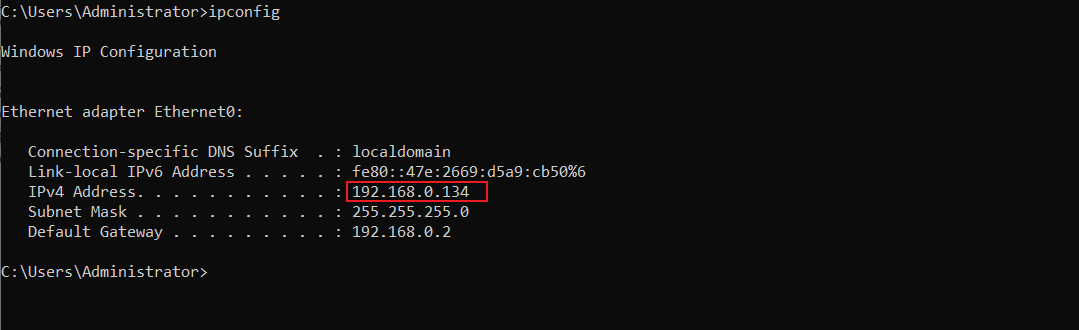 C:\Users\Administrator>ipconfig
Windows IP Configuration
Ethernet adapter Ethernet0:
Connection-specific DNS Suffix  . : localdomain
Link-local IPv6 Address . . . . . : fe80::47e:2669:d5a9:cb50%6
IPv4 Address. . . . . . . . . . . : 192.168.0.134
Subnet Mask . . . . . . . . . . . : 255.255.255.0
Default Gateway . . . . . . . . . : 192.168.0.2
C:\Users\Administrator>